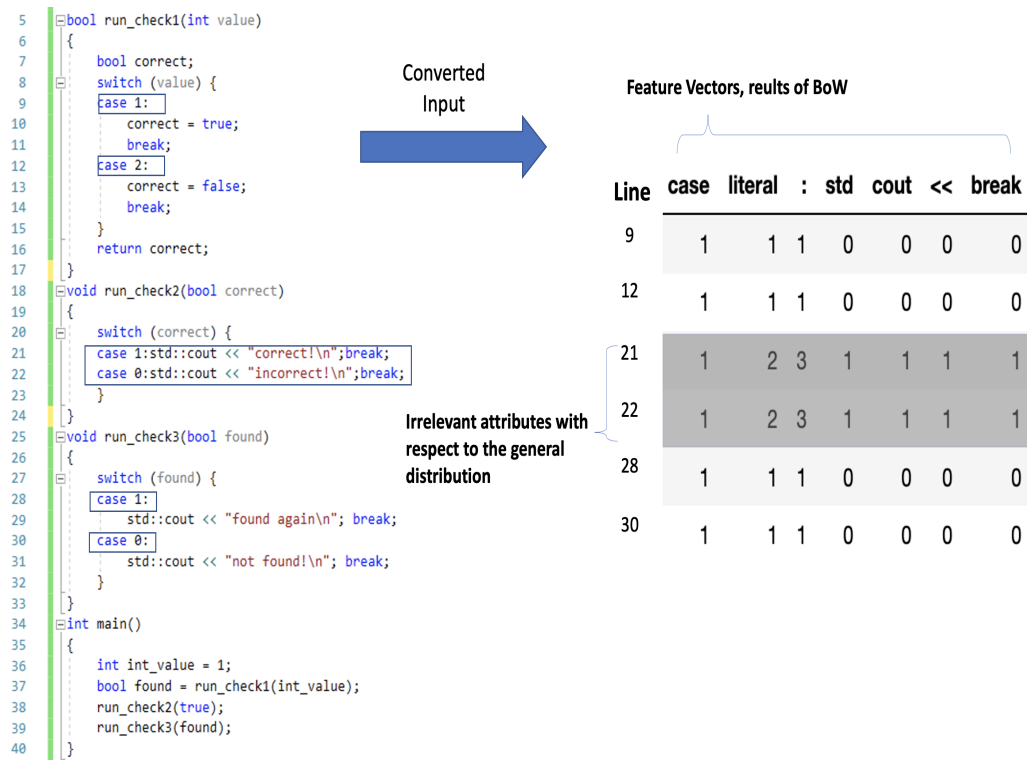 5 bool run_check1(int value)
6 {
7 bool correct;
8 switch (value) {
9 case 1:
10 correct = true;
11 break;
12 case 2:
13 correct = false;
14 break;
15 }
16 return correct;
17 }
18 void run_check2(bool correct)
19 {
20 switch (correct) {
21 case 1:std::cout << "correct!\n";break;
22 case 0:std::cout << "incorrect!\n";break;
23 }
24 }
25 void run_check3(bool found)
26 {
27 switch (found) {
28 case 1:
29 std::cout << "found again\n"; break;
30 case 0:
31 std::cout << "not found!\n"; break;
32 }
33 }
34 int main()
35 {
36 int int_value = 1;
37 bool found = run_check1(int_value);
38 run_check2(true);
39 run_check3(found);
40 }
Converted
Input
Feature Vectors, reults of BoW
Line case literal : std cout << break
9 1 1 1 0 0 0 0
12 1 1 1 0 0 0 0
21 1 2 3 1 1 1 1
22 1 2 3 1 1 1 1
28 1 1 1 0 0 0 0
30 1 1 1 0 0 0 0
Irrelevant attributes with
respect to the general
distribution